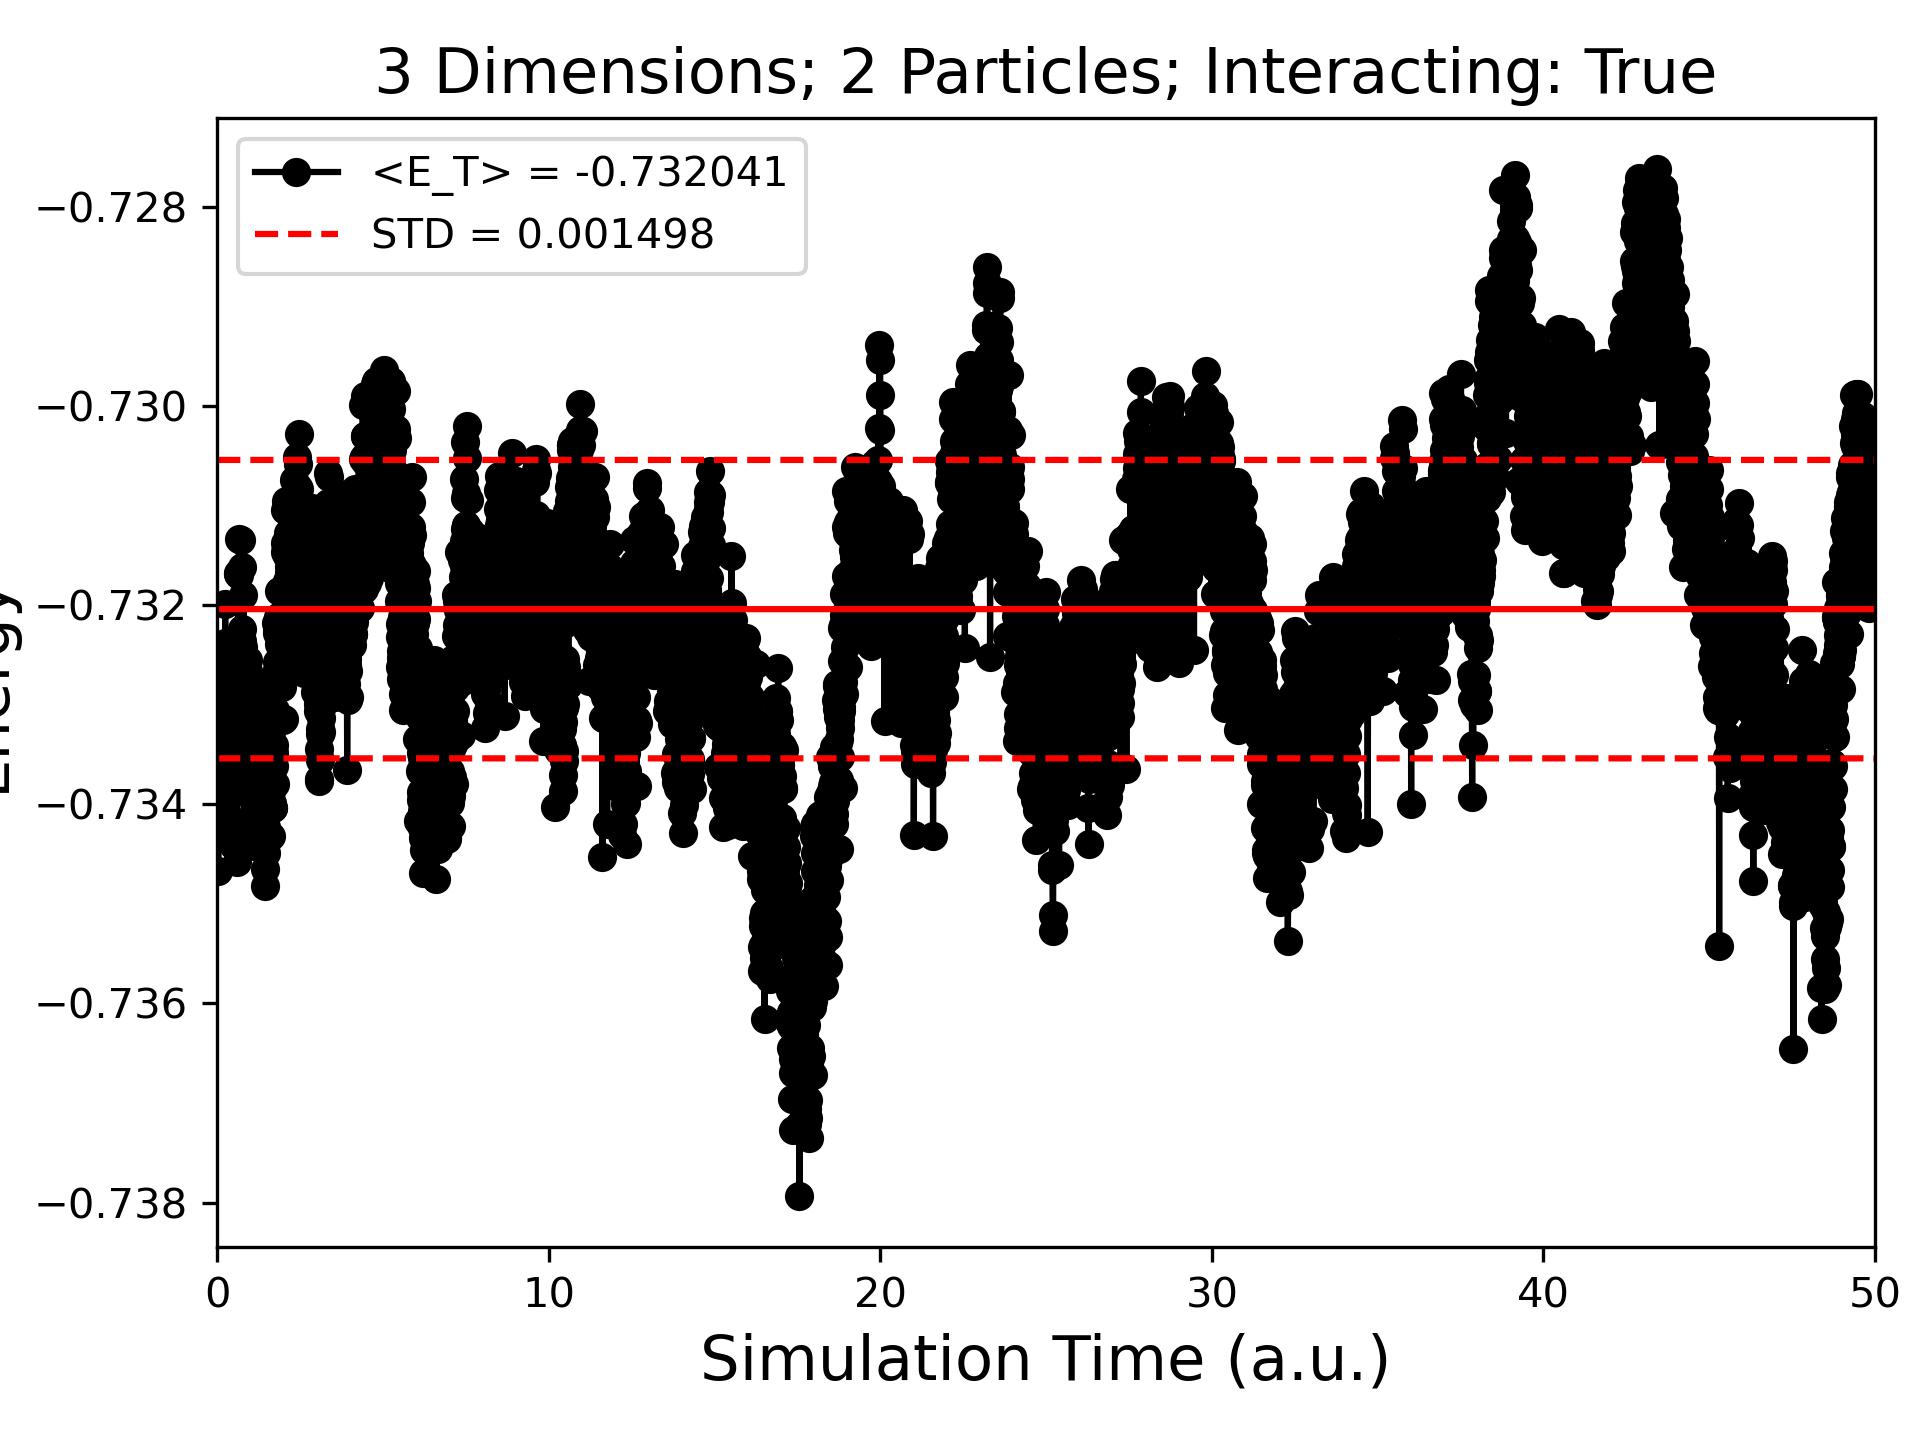 3 Dimensions; 2 Particles; Interacting: True
<E_T> = -0.732041
STD = 0.001498
−0.728
−0.730
−0.732
−0.734
−0.736
−0.738
Energy
0 10 20 30 40 50
Simulation Time (a.u.)